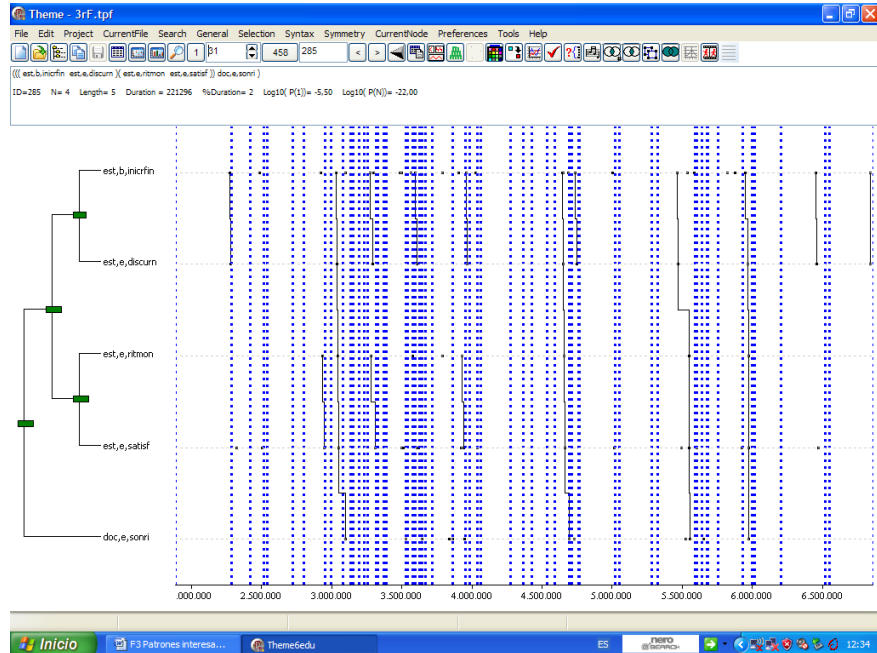 Theme - 3rF.tpf
File Edit Project CurrentFile Search General Selection Syntax Symmetry CurrentNode Preferences Tools Help
1 31 458 285 < >
((( est,b,inicrfin est,e,discurn )( est,e,ritmon est,e,satisf )) doc,e,sonri )
ID=285 N= 4 Length= 5 Duration = 221296 %Duration= 2 Log10( P(1))= -5,50 Log10( P(N))= -22,00
est,b,inicrfin
est,e,discurn
est,e,ritmon
est,e,satisf
doc,e,sonri
.000.000 2.500.000 3.000.000 3.500.000 4.000.000 4.500.000 5.000.000 5.500.000 6.000.000 6.500.000
Inicio F3 Patrones interesa... Theme6edu ES nero SEARCH 12:34